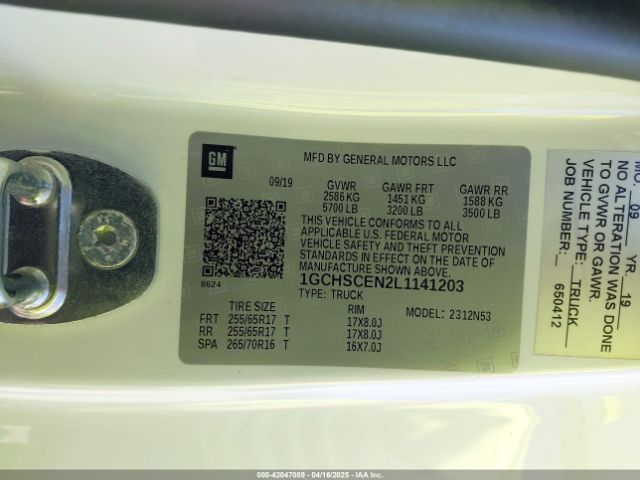 GM
MFD BY GENERAL MOTORS LLC
09/19
GVWR GAWR FRT GAWR RR
2586 KG 1451 KG 1588 KG
5700 LB 3200 LB 3500 LB
THIS VEHICLE CONFORMS TO ALL
APPLICABLE U.S. FEDERAL MOTOR
VEHICLE SAFETY AND THEFT PREVENTION
STANDARDS IN EFFECT ON THE DATE OF
MANUFACTURE SHOWN ABOVE.
8624
1GCHSCEN2L1141203
TYPE: TRUCK
TIRE SIZE RIM MODEL: 2312N53
FRT 255/65R17 T 17X8.0J
RR 255/65R17 T 17X8.0J
SPA 265/70R16 T 16X7.0J
MO. 09 YR. 19
NO ALTERATION WAS DONE
TO GVWR OR GAWR.
VEHICLE TYPE: TRUCK
JOB NUMBER: 650412
000-42047089 - 04/16/2025 - IAA Inc.